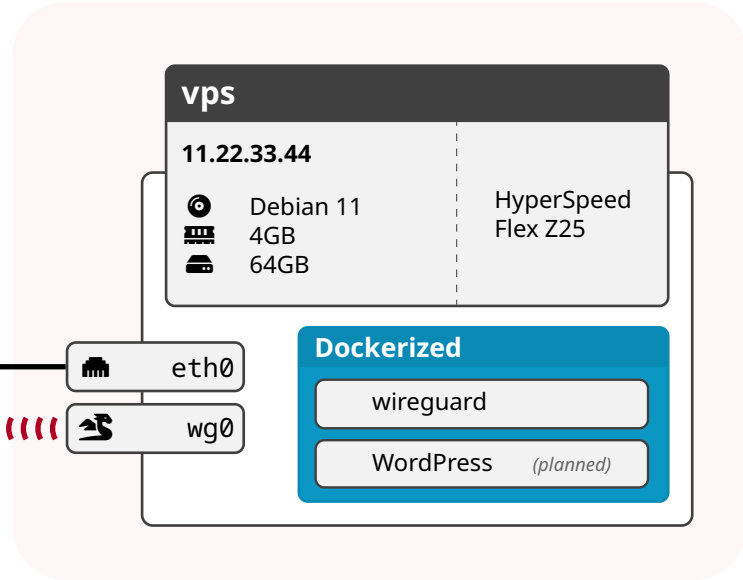 vps
11.22.33.44
Debian 11
4GB
64GB
HyperSpeed
Flex Z25
eth0
wg0
Dockerized
wireguard
WordPress (planned)